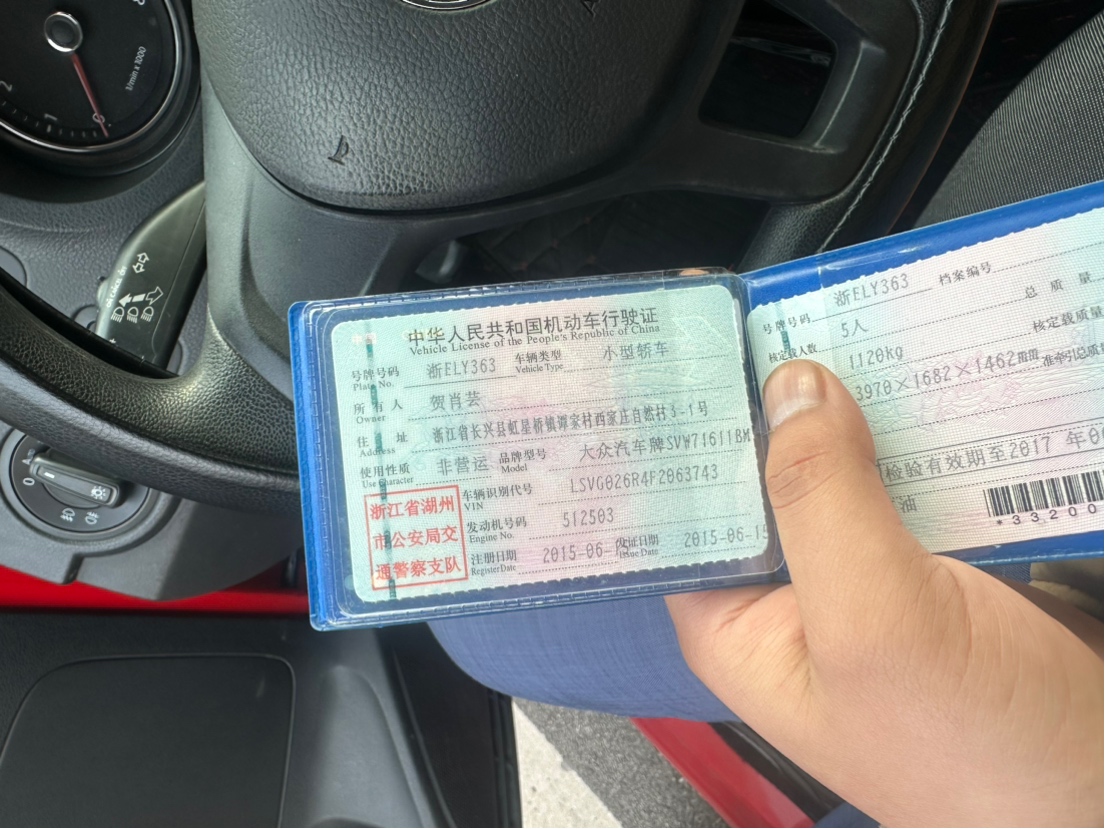 中华人民共和国机动车行驶证
Vehicle License of the People's Republic of China
号牌号码 浙ELY363 车辆类型 小型轿车
Plate No. Vehicle Type
所有人 贺肖芸
Owner
住址 浙江省长兴县虹星桥镇谭家村西家庄自然村3-1号
Address
使用性质 非营运 品牌型号 大众汽车牌SVW71611BM
Use Character Model
浙江省湖州
市公安局交
通警察支队
车辆识别代号 LSVG026R4F2063743
VIN
发动机号码 512503
Engine No.
注册日期 2015-06- 发证日期 2015-06-15
Register Date Issue Date
号牌号码 浙ELY363 档案编号
核定载人数 5人 总质量
1120kg 核定载质量
3970×1682×1462 准牵引总质量
检验有效期至2017 年0
油
*33200
1/min x 1000
1
2
0